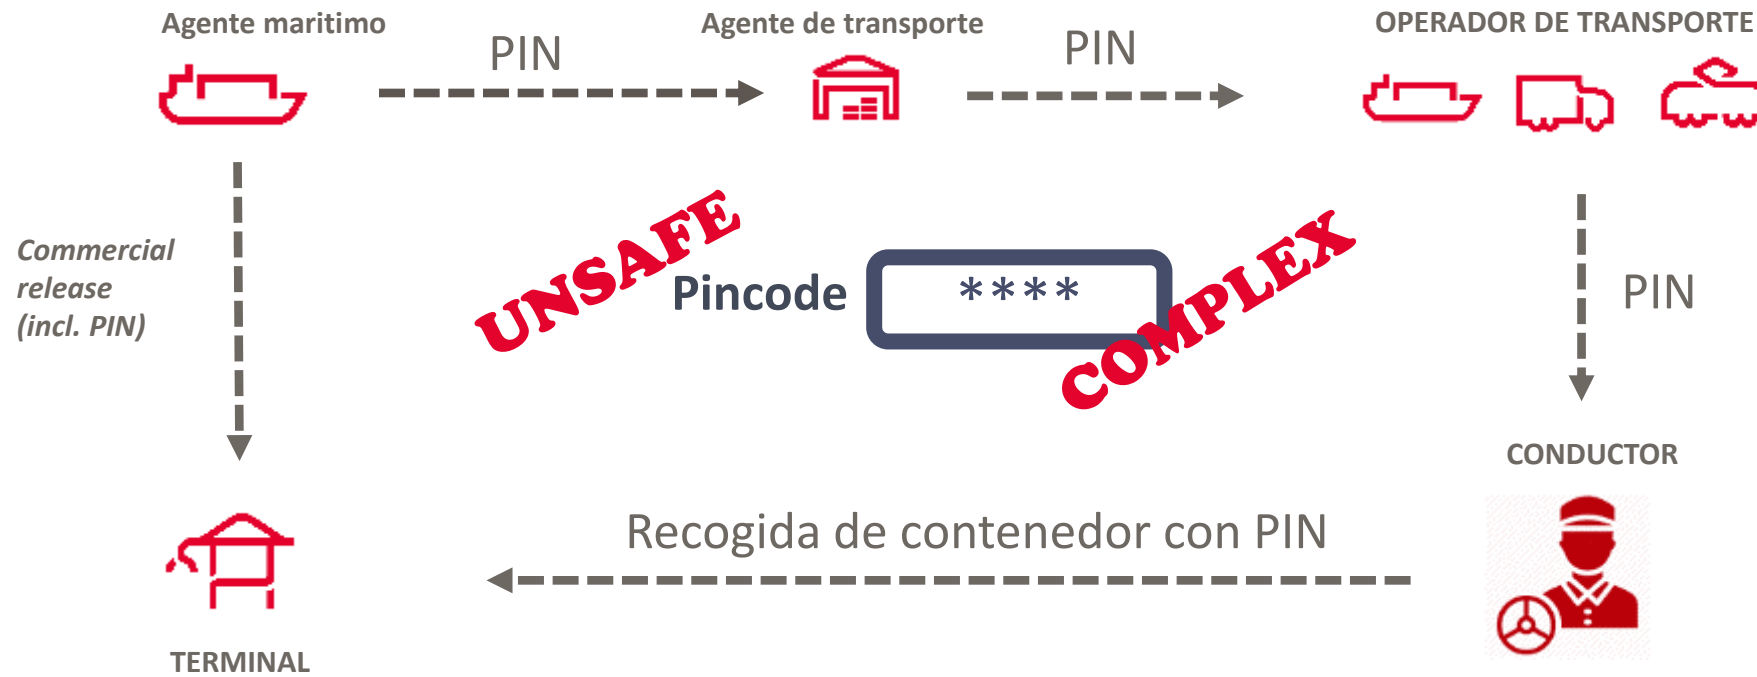 Agente maritimo
PIN
Agente de transporte
PIN
OPERADOR DE TRANSPORTE
Commercial
release
(incl. PIN)
UNSAFE
Pincode
****
COMPLEX
PIN
CONDUCTOR
Recogida de contenedor con PIN
TERMINAL